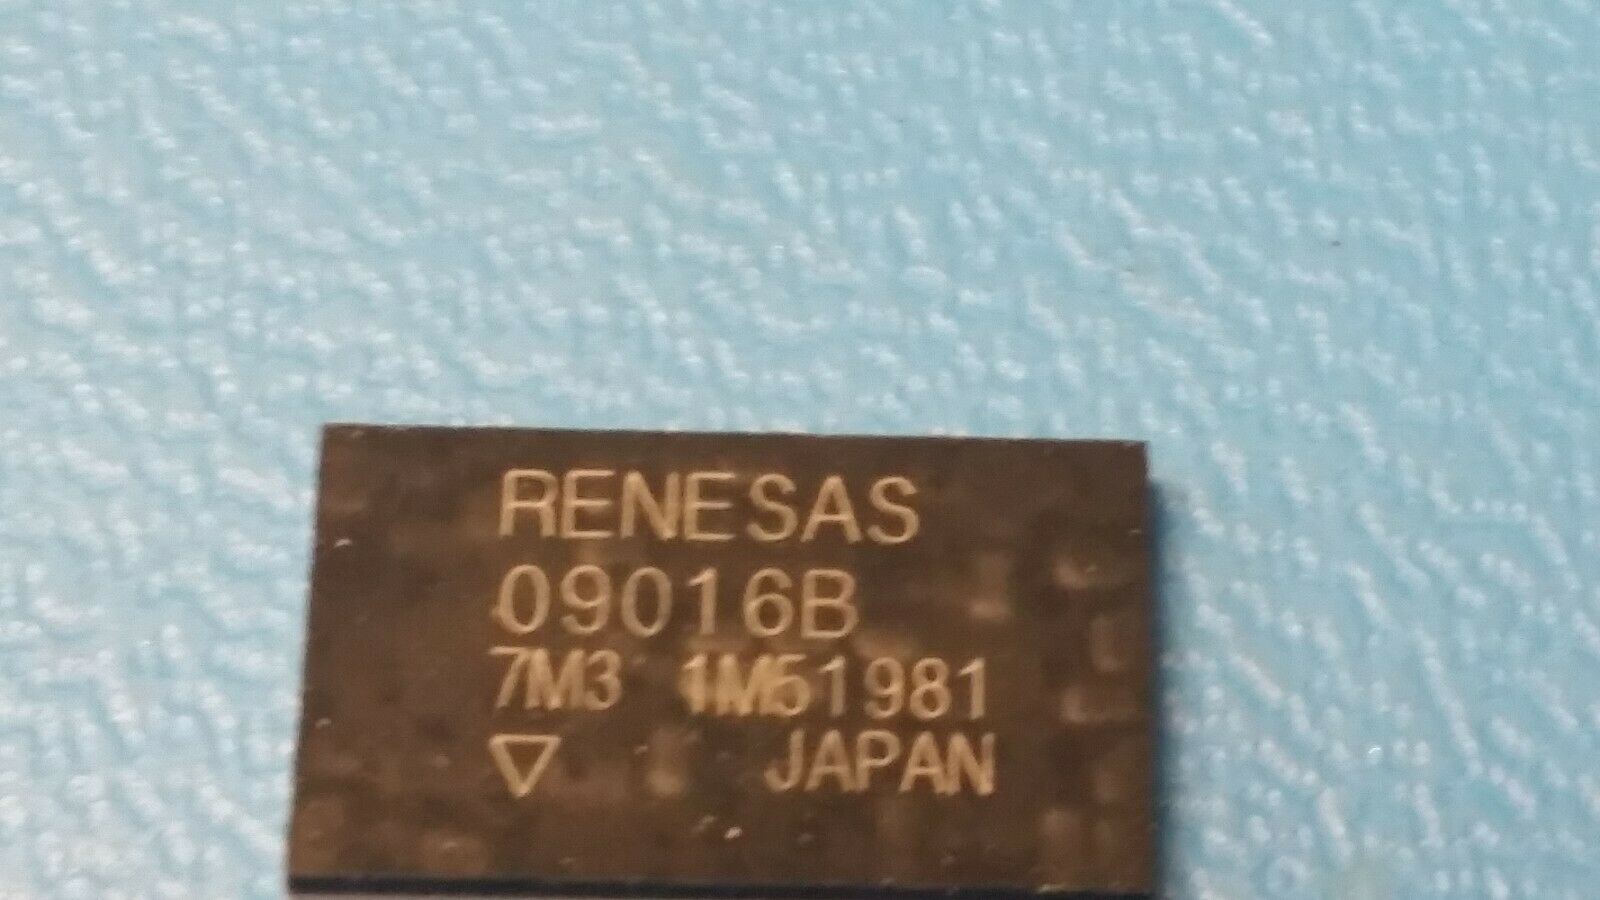 RENESAS
09016B
7M3 1M51981
▽ JAPAN